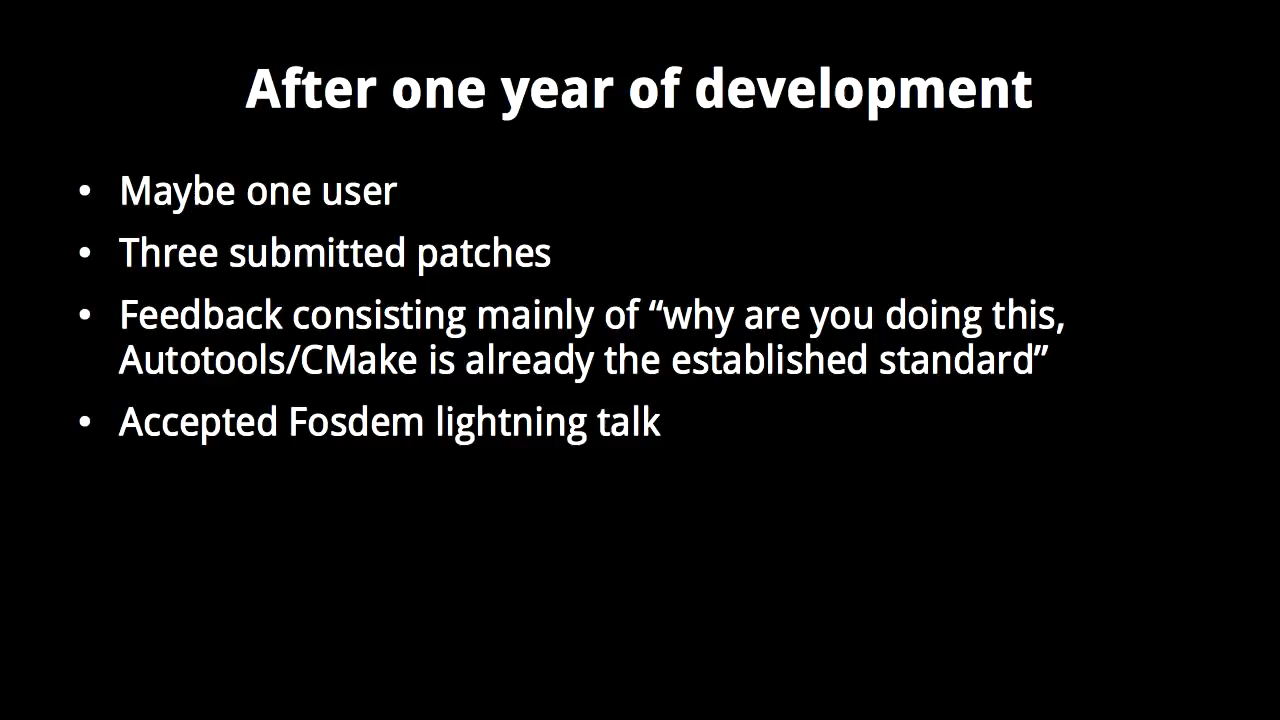 After one year of development
• Maybe one user
• Three submitted patches
• Feedback consisting mainly of “why are you doing this,
Autotools/CMake is already the established standard”
• Accepted Fosdem lightning talk